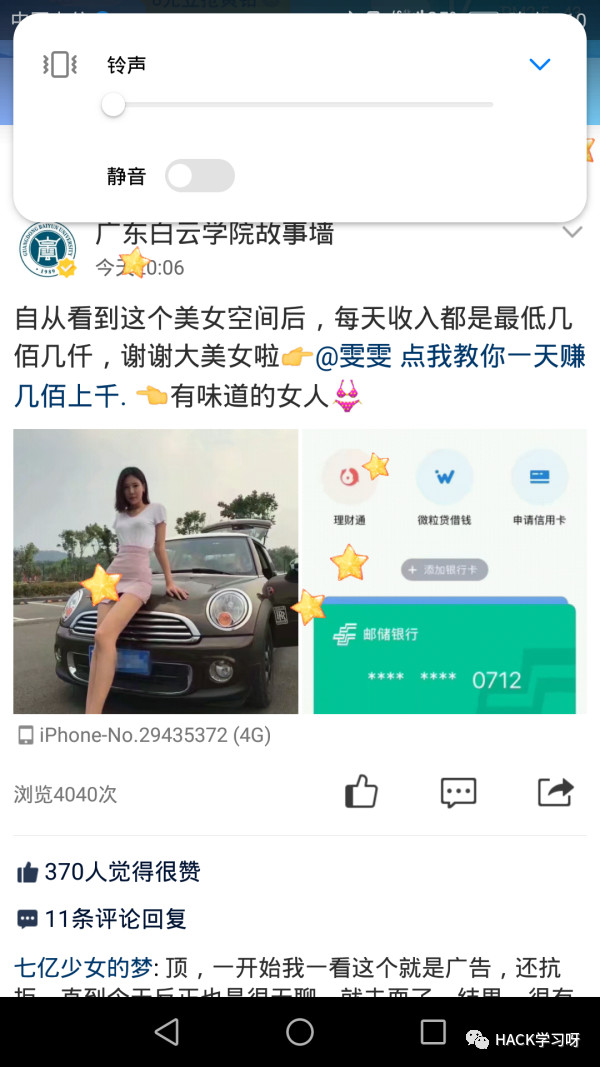 铃声
静音
广东白云学院故事墙
今天10:06
自从看到这个美女空间后，每天收入都是最低几
佰几仟，谢谢大美女啦👉@雯雯 点我教你一天赚
几佰上千. 👈有味道的女人👙
理财通
微粒贷借钱
申请信用卡
+ 添加银行卡
邮储银行
**** **** 0712
iPhone-No.29435372 (4G)
浏览4040次
370人觉得很赞
11条评论回复
七亿少女的梦: 顶，一开始我一看这个就是广告，还抗
HACK学习呀